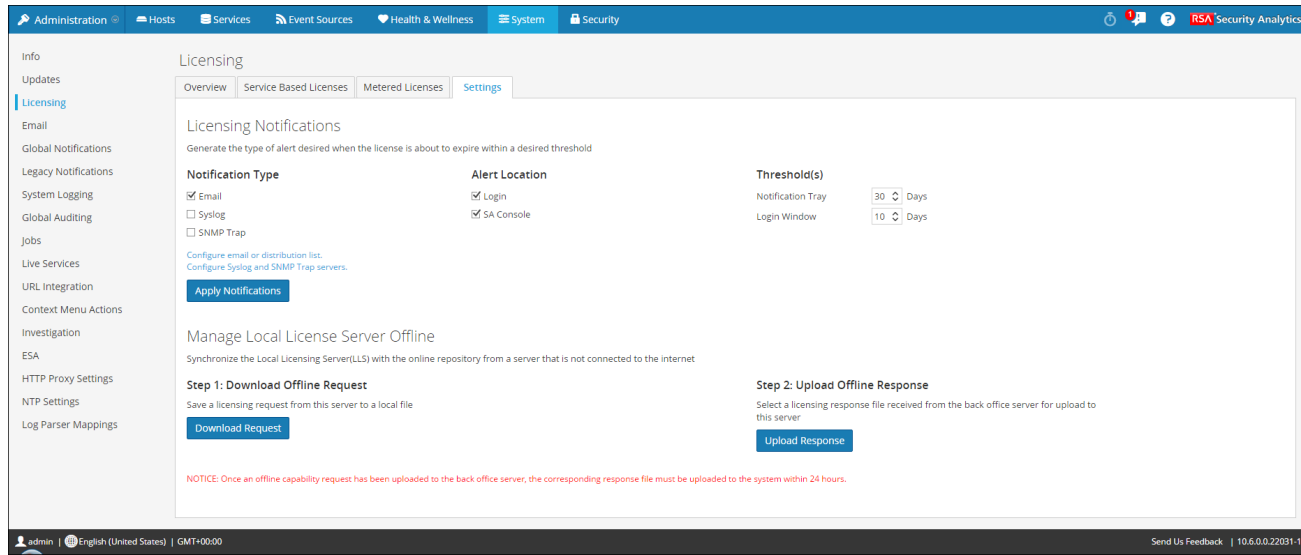 Administration Hosts Services Event Sources Health & Wellness System Security 1 ? RSA Security Analytics
Info
Updates
Licensing
Email
Global Notifications
Legacy Notifications
System Logging
Global Auditing
Jobs
Live Services
URL Integration
Context Menu Actions
Investigation
ESA
HTTP Proxy Settings
NTP Settings
Log Parser Mappings
Licensing
Overview Service Based Licenses Metered Licenses Settings
Licensing Notifications
Generate the type of alert desired when the license is about to expire within a desired threshold
Notification Type Alert Location Threshold(s)
Email Login Notification Tray 30 Days
Syslog SA Console Login Window 10 Days
SNMP Trap
Configure email or distribution list.
Configure Syslog and SNMP Trap servers.
Apply Notifications
Manage Local License Server Offline
Synchronize the Local Licensing Server(LLS) with the online repository from a server that is not connected to the internet
Step 1: Download Offline Request
Save a licensing request from this server to a local file
Download Request
Step 2: Upload Offline Response
Select a licensing response file received from the back office server for upload to
this server
Upload Response
NOTICE: Once an offline capability request has been uploaded to the back office server, the corresponding response file must be uploaded to the system within 24 hours.
admin | English (United States) | GMT+00:00 Send Us Feedback | 10.6.0.0.22031-1